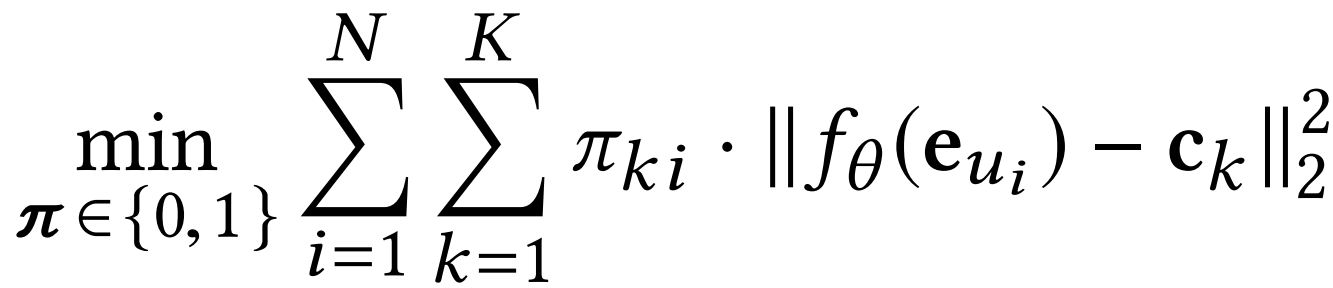 \min_{\boldsymbol{\pi} \in \{0, 1\}} \sum_{i=1}^{N} \sum_{k=1}^{K} \pi_{ki} \cdot \| f_{\theta}(\mathbf{e}_{u_i}) - \mathbf{c}_k \|_2^2